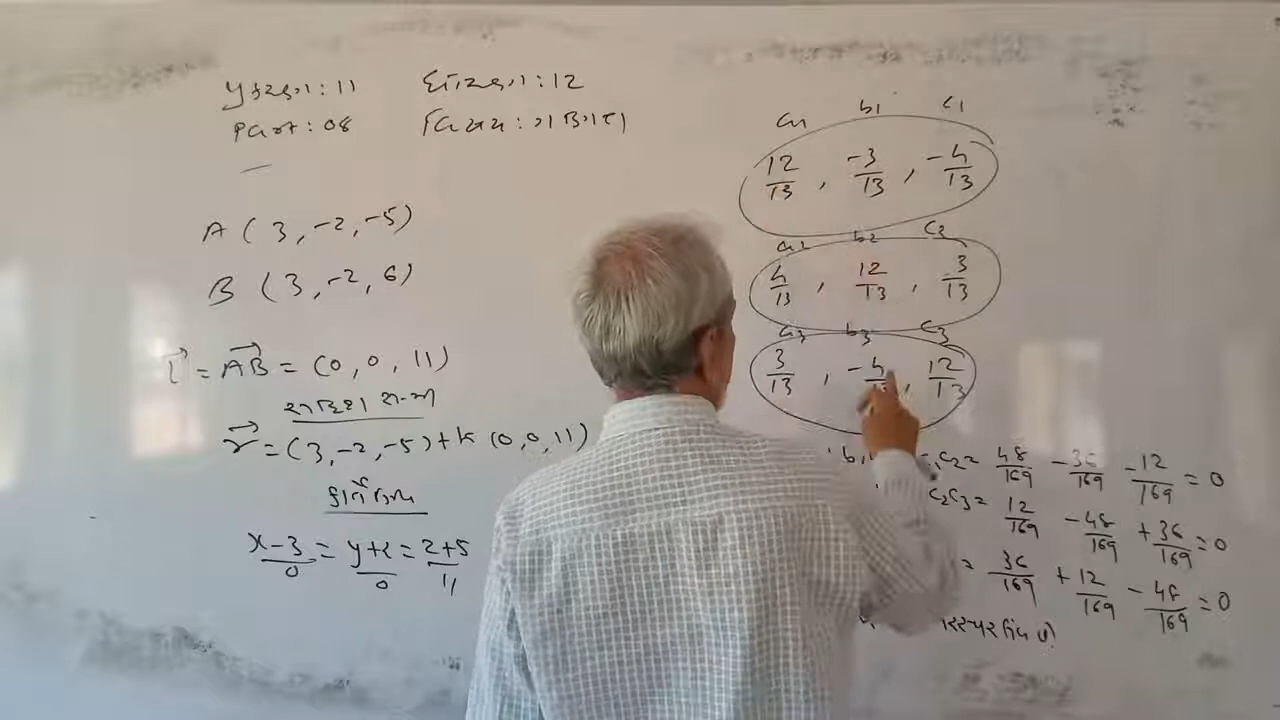 પ્રકરણ : 11 ધોરણ : 12
Part : 08 વિષય : ગણિત
A ( 3 , -2 , -5 )
B ( 3 , -2 , 6 )
l⃗ = AB⃗ = (0, 0, 11)
સદિશ સ્વરૂપ
r⃗ = (3, -2, -5) + k (0, 0, 11)
કાર્તેઝિય
x-3/0 = y+2/0 = z+5/11
a1 b1 c1
12/13 , -3/13 , -4/13
a2 b2 c2
4/13 , 12/13 , 3/13
a3 b3 c3
3/13 , -4/13 , 12/13
c2 = 48/169 - 36/169 - 12/169 = 0
c2c3 = 12/169 - 48/169 + 36/169 = 0
= 36/169 + 12/169 - 48/169 = 0
પરસ્પર લંબ છે